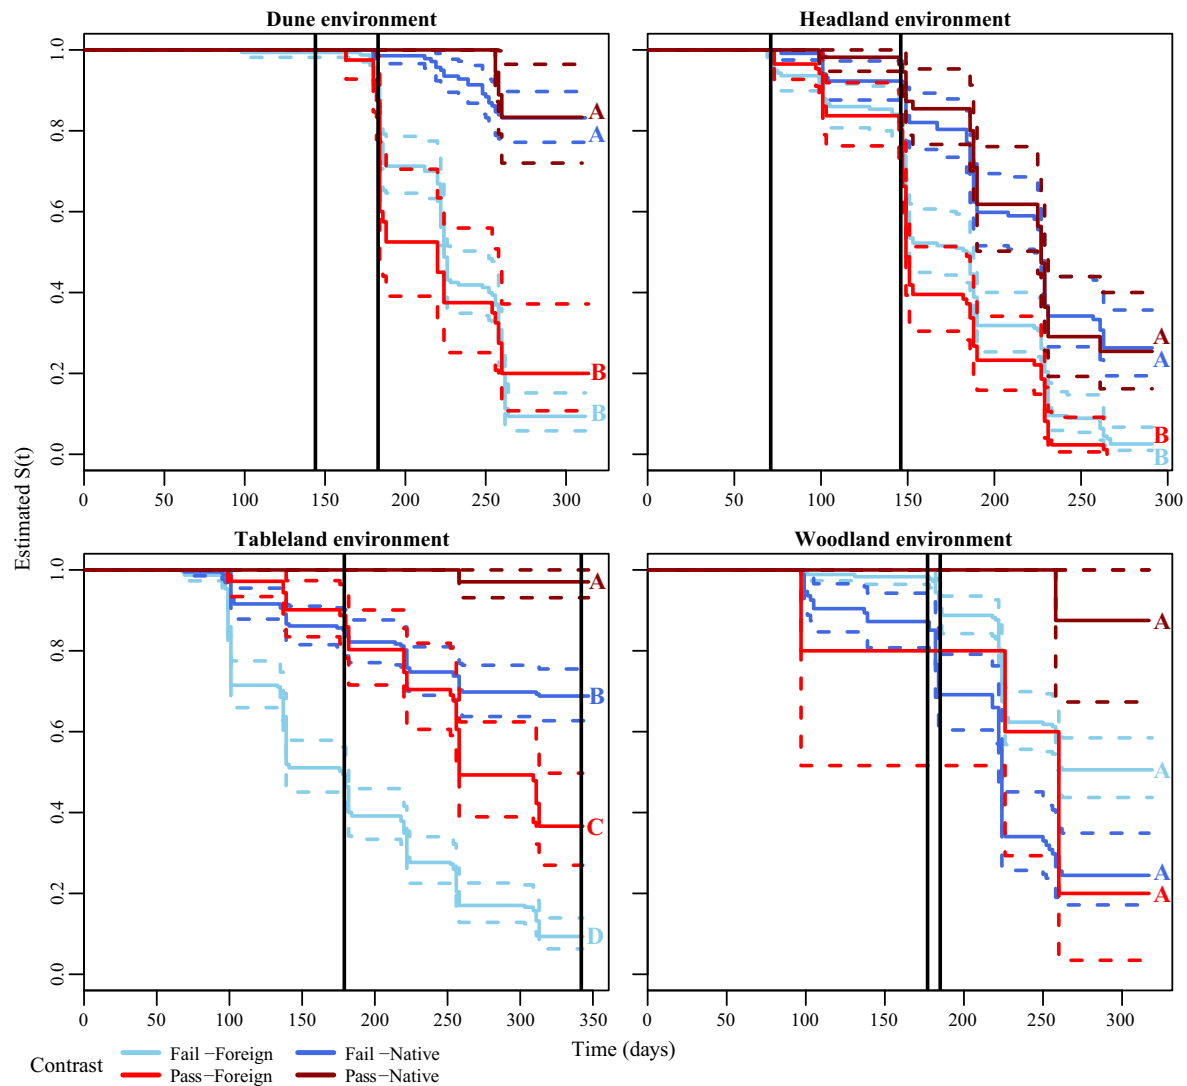 Dune environment
Headland environment
0.0 0.2 0.4 0.6 0.8 1.0
A
A
B
B
A
A
B
B
0 50 100 150 200 250 300
0 50 100 150 200 250 300
Estimated S(t)
Tableland environment
Woodland environment
0.0 0.2 0.4 0.6 0.8 1.0
A
B
C
D
A
A
A
A
0 50 100 150 200 250 300 350
0 50 100 150 200 250 300
Time (days)
Contrast
Fail −Foreign
Fail −Native
Pass−Foreign
Pass−Native